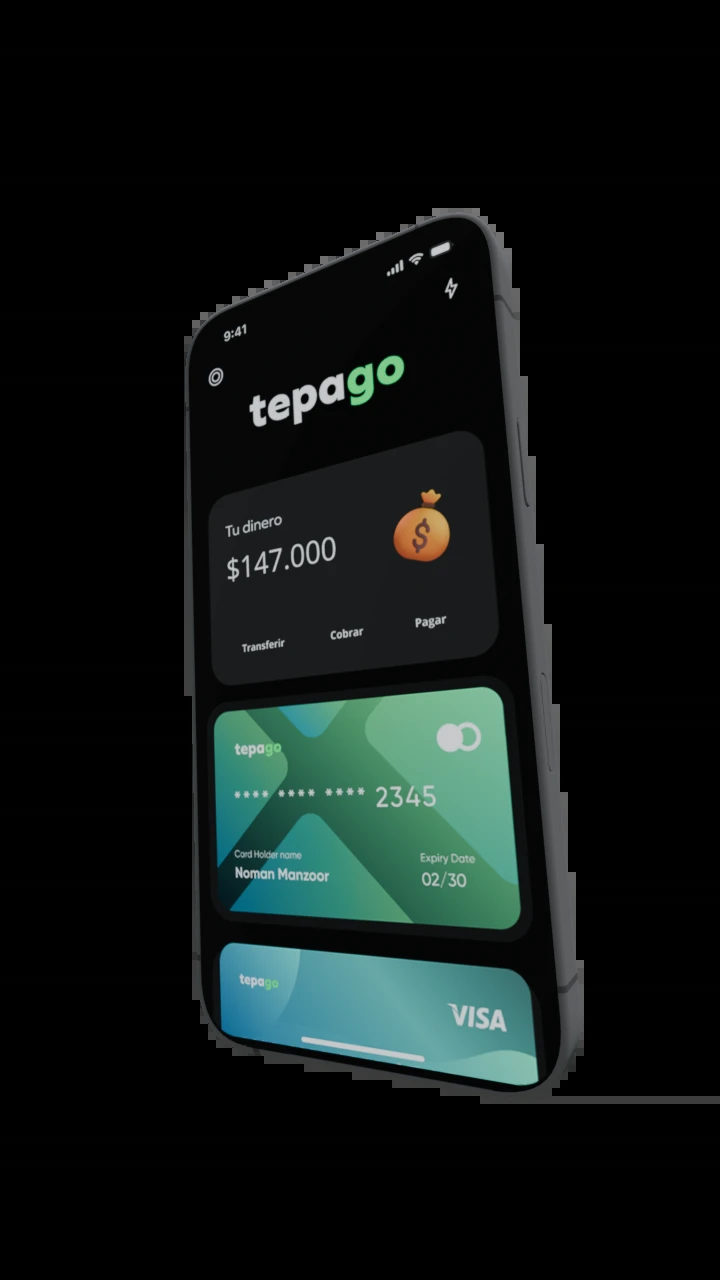 9:41
tepago
Tu dinero
$147.000
Transferir Cobrar Pagar
tepago
**** **** **** 2345
Card Holder name Expiry Date
Noman Manzoor 02/30
tepago
VISA